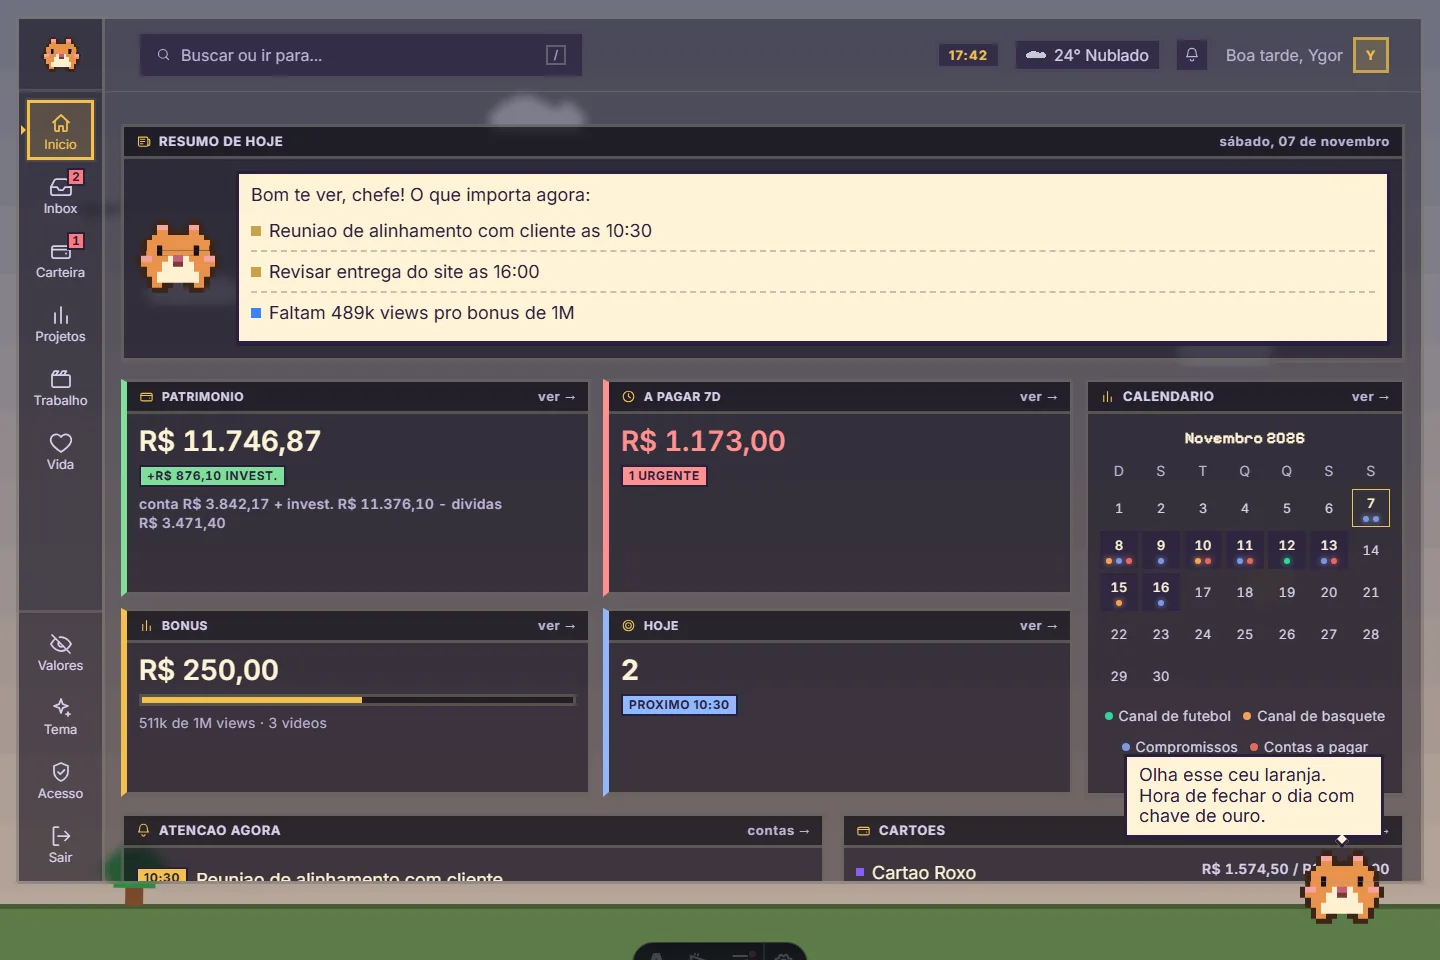 Buscar ou ir para... /
17:42
24° Nublado
Boa tarde, Ygor
Y
Inicio
2
Inbox
1
Carteira
Projetos
Trabalho
Vida
Valores
Tema
Acesso
Sair
RESUMO DE HOJE
sábado, 07 de novembro
Bom te ver, chefe! O que importa agora:
Reuniao de alinhamento com cliente as 10:30
Revisar entrega do site as 16:00
Faltam 489k views pro bonus de 1M
PATRIMONIO
ver →
R$ 11.746,87
+R$ 876,10 INVEST.
conta R$ 3.842,17 + invest. R$ 11.376,10 - dividas
R$ 3.471,40
A PAGAR 7D
ver →
R$ 1.173,00
1 URGENTE
CALENDARIO
ver →
Novembro 2026
D S T Q Q S S
1 2 3 4 5 6 7
8 9 10 11 12 13 14
15 16 17 18 19 20 21
22 23 24 25 26 27 28
29 30
Canal de futebol Canal de basquete
Compromissos Contas a pagar
BONUS
ver →
R$ 250,00
511k de 1M views · 3 videos
HOJE
ver →
2
PROXIMO 10:30
Olha esse ceu laranja.
Hora de fechar o dia com
chave de ouro.
ATENCAO AGORA
contas →
10:30 Reuniao de alinhamento com cliente
CARTOES
Cartao Roxo
R$ 1.574,50 /